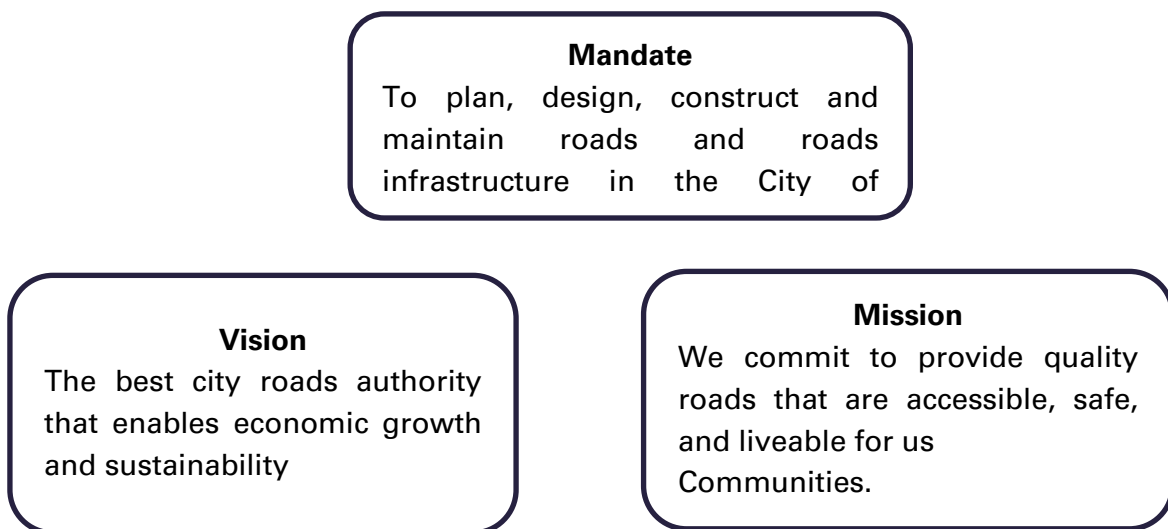 Mandate
To plan, design, construct and
maintain roads and roads
infrastructure in the City of
Vision
The best city roads authority
that enables economic growth
and sustainability
Mission
We commit to provide quality
roads that are accessible, safe,
and liveable for us
Communities.